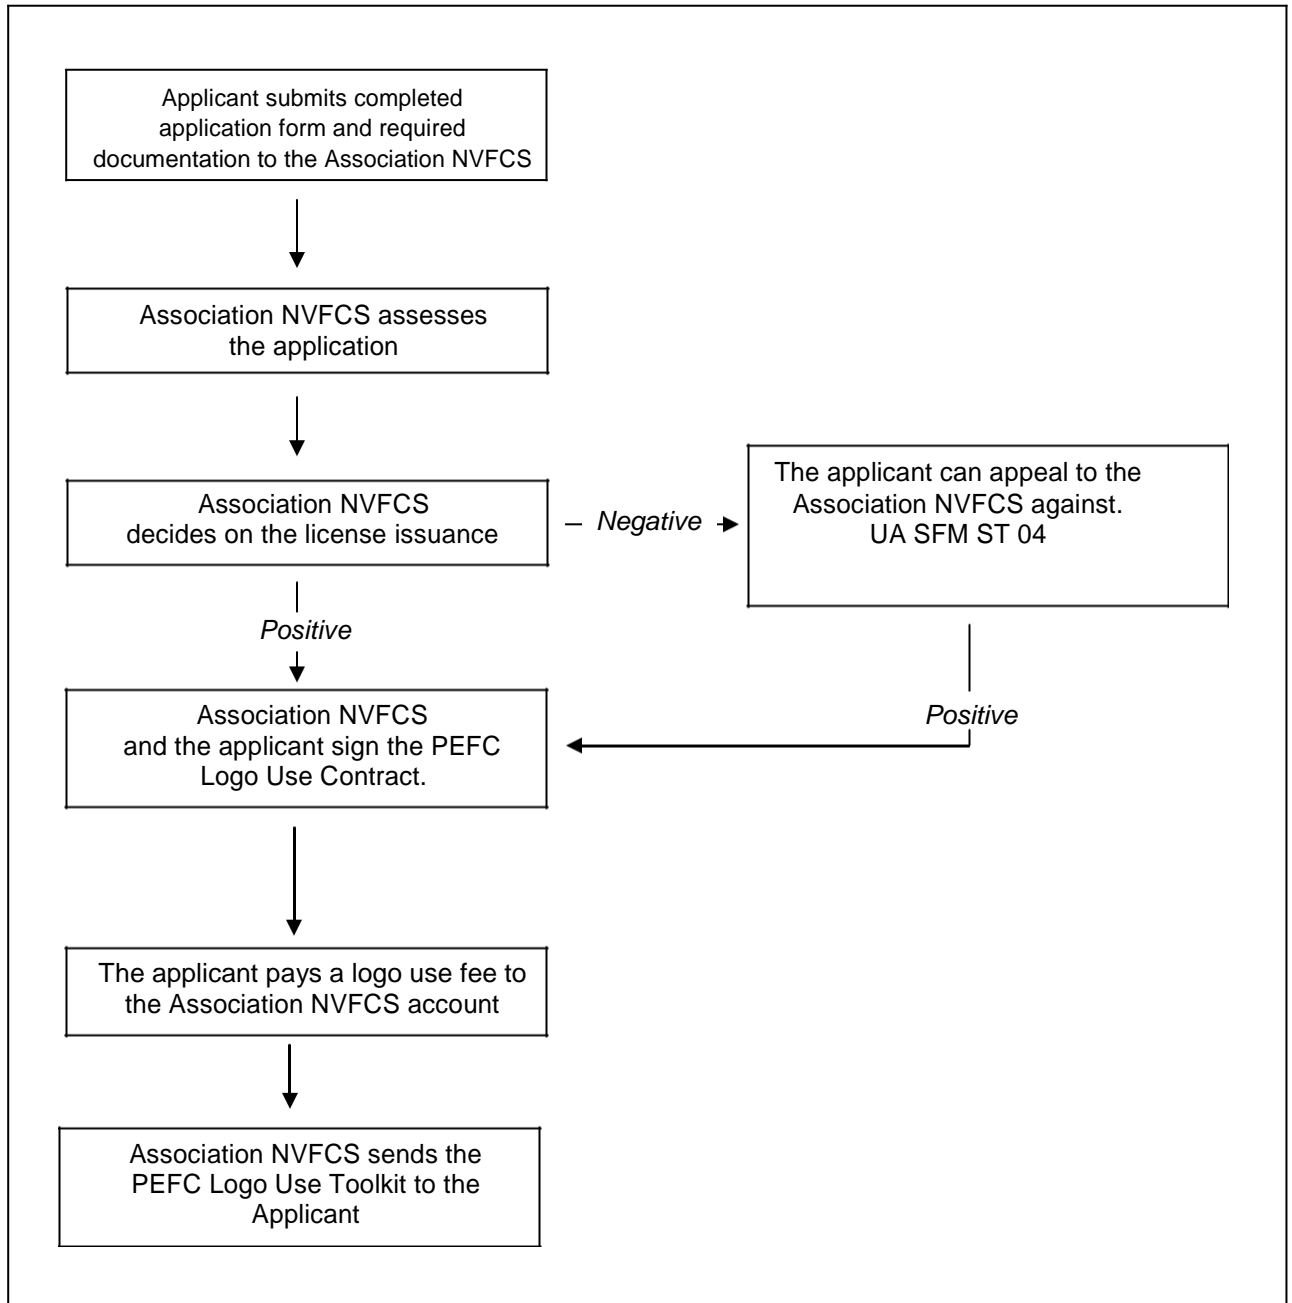 Applicant submits completed
application form and required
documentation to the Association NVFCS
Association NVFCS assesses
the application
Association NVFCS
decides on the license issuance
Negative
The applicant can appeal to the
Association NVFCS against.
UA SFM ST 04
Positive
Association NVFCS
and the applicant sign the PEFC
Logo Use Contract.
Positive
The applicant pays a logo use fee to
the Association NVFCS account
Association NVFCS sends the
PEFC Logo Use Toolkit to the
Applicant